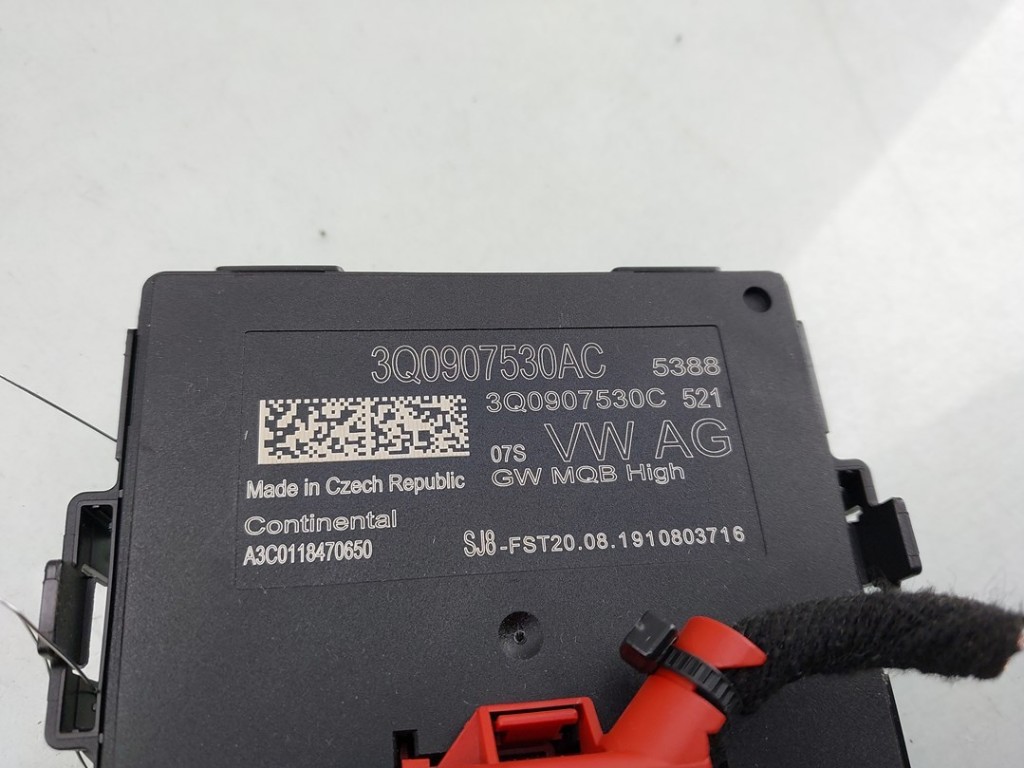 3Q0907530AC 5388
3Q0907530C 521
07S VW AG
GW MQB High
Made in Czech Republic
Continental
A3C0118470650
SJ8-FST20.08.1910803716